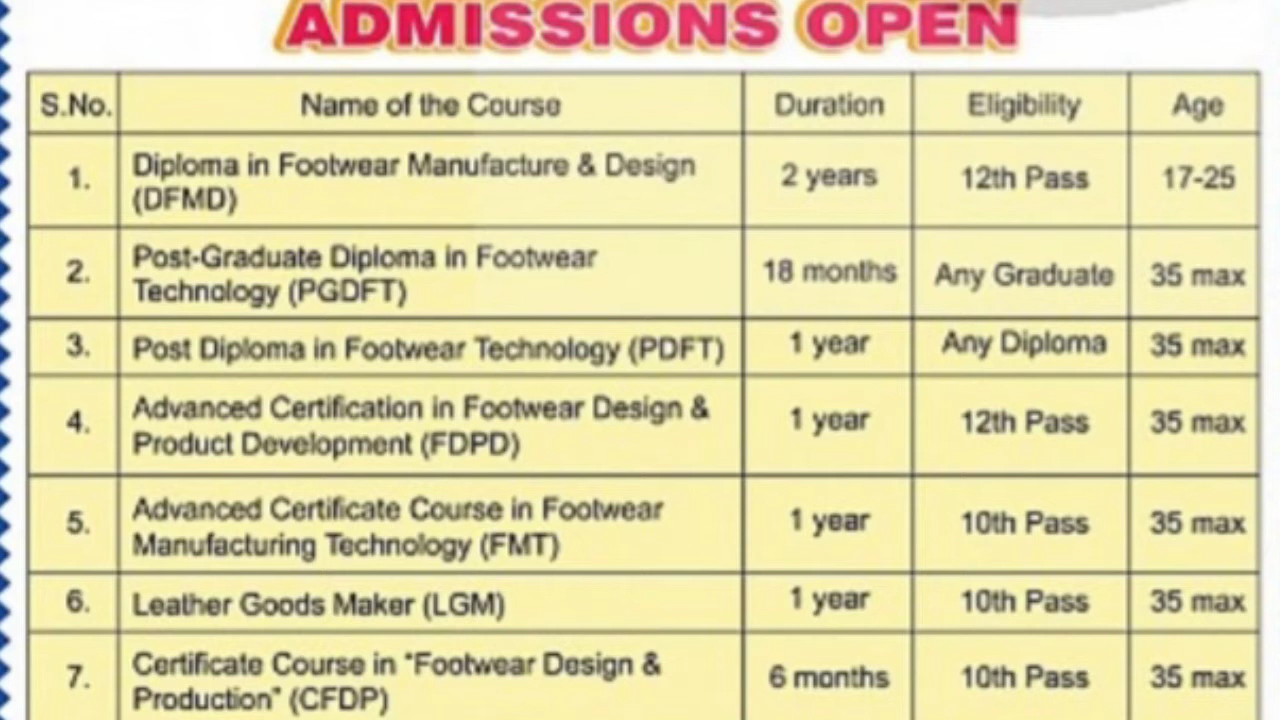 ADMISSIONS OPEN
S.No. Name of the Course Duration Eligibility Age
1. Diploma in Footwear Manufacture & Design (DFMD) 2 years 12th Pass 17-25
2. Post-Graduate Diploma in Footwear Technology (PGDFT) 18 months Any Graduate 35 max
3. Post Diploma in Footwear Technology (PDFT) 1 year Any Diploma 35 max
4. Advanced Certification in Footwear Design & Product Development (FDPD) 1 year 12th Pass 35 max
5. Advanced Certificate Course in Footwear Manufacturing Technology (FMT) 1 year 10th Pass 35 max
6. Leather Goods Maker (LGM) 1 year 10th Pass 35 max
7. Certificate Course in "Footwear Design & Production" (CFDP) 6 months 10th Pass 35 max